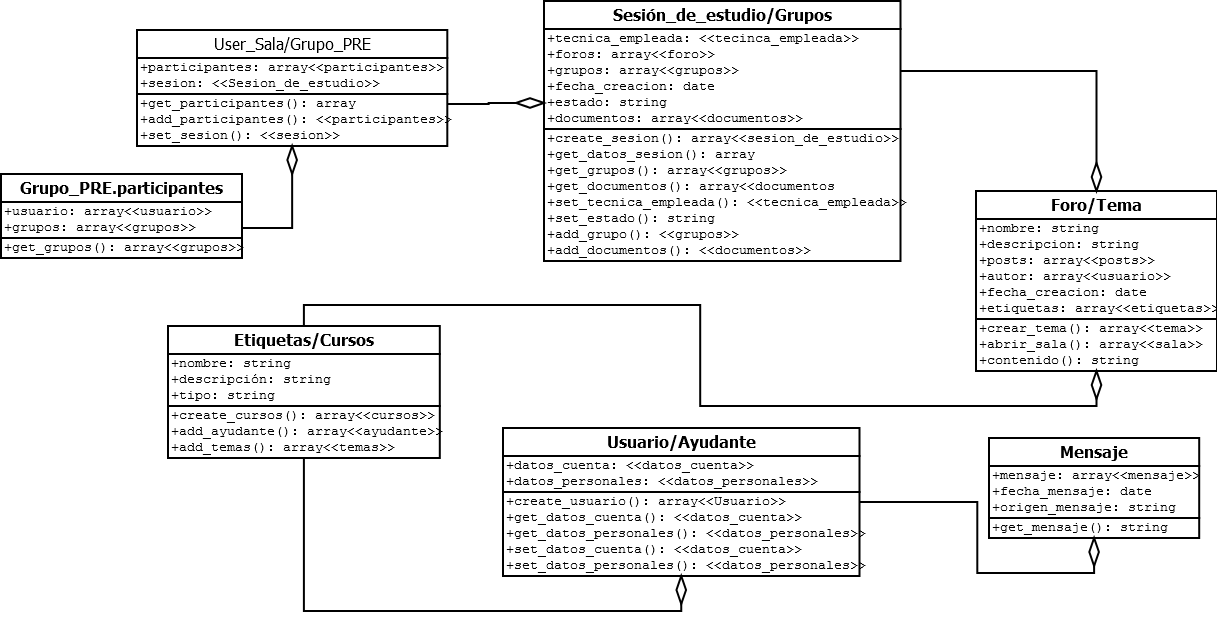 User_Sala/Grupo_PRE
+participantes: array<<participantes>>
+sesion: <<Sesion_de_estudio>>
+get_participantes(): array
+add_participantes(): <<participantes>>
+set_sesion(): <<sesion>>
Sesión_de_estudio/Grupos
+tecnica_empleada: <<tecinca_empleada>>
+foros: array<<foro>>
+grupos: array<<grupos>>
+fecha_creacion: date
+estado: string
+documentos: array<<documentos>>
+create_sesion(): array<<sesion_de_estudio>>
+get_datos_sesion(): array
+get_grupos(): array<<grupos>>
+get_documentos(): array<<documentos
+set_tecnica_empleada(): <<tecnica_empleada>>
+set_estado(): string
+add_grupo(): <<grupos>>
+add_documentos(): <<documentos>>
Grupo_PRE.participantes
+usuario: array<<usuario>>
+grupos: array<<grupos>>
+get_grupos(): array<<grupos>>
Foro/Tema
+nombre: string
+descripcion: string
+posts: array<<posts>>
+autor: array<<usuario>>
+fecha_creacion: date
+etiquetas: array<<etiquetas>>
+crear_tema(): array<<tema>>
+abrir_sala(): array<<sala>>
+contenido(): string
Etiquetas/Cursos
+nombre: string
+descripción: string
+tipo: string
+create_cursos(): array<<cursos>>
+add_ayudante(): array<<ayudante>>
+add_temas(): array<<temas>>
Usuario/Ayudante
+datos_cuenta: <<datos_cuenta>>
+datos_personales: <<datos_personales>>
+create_usuario(): array<<Usuario>>
+get_datos_cuenta(): <<datos_cuenta>>
+get_datos_personales(): <<datos_personales>>
+set_datos_cuenta(): <<datos_cuenta>>
+set_datos_personales(): <<datos_personales>>
Mensaje
+mensaje: array<<mensaje>>
+fecha_mensaje: date
+origen_mensaje: string
+get_mensaje(): string